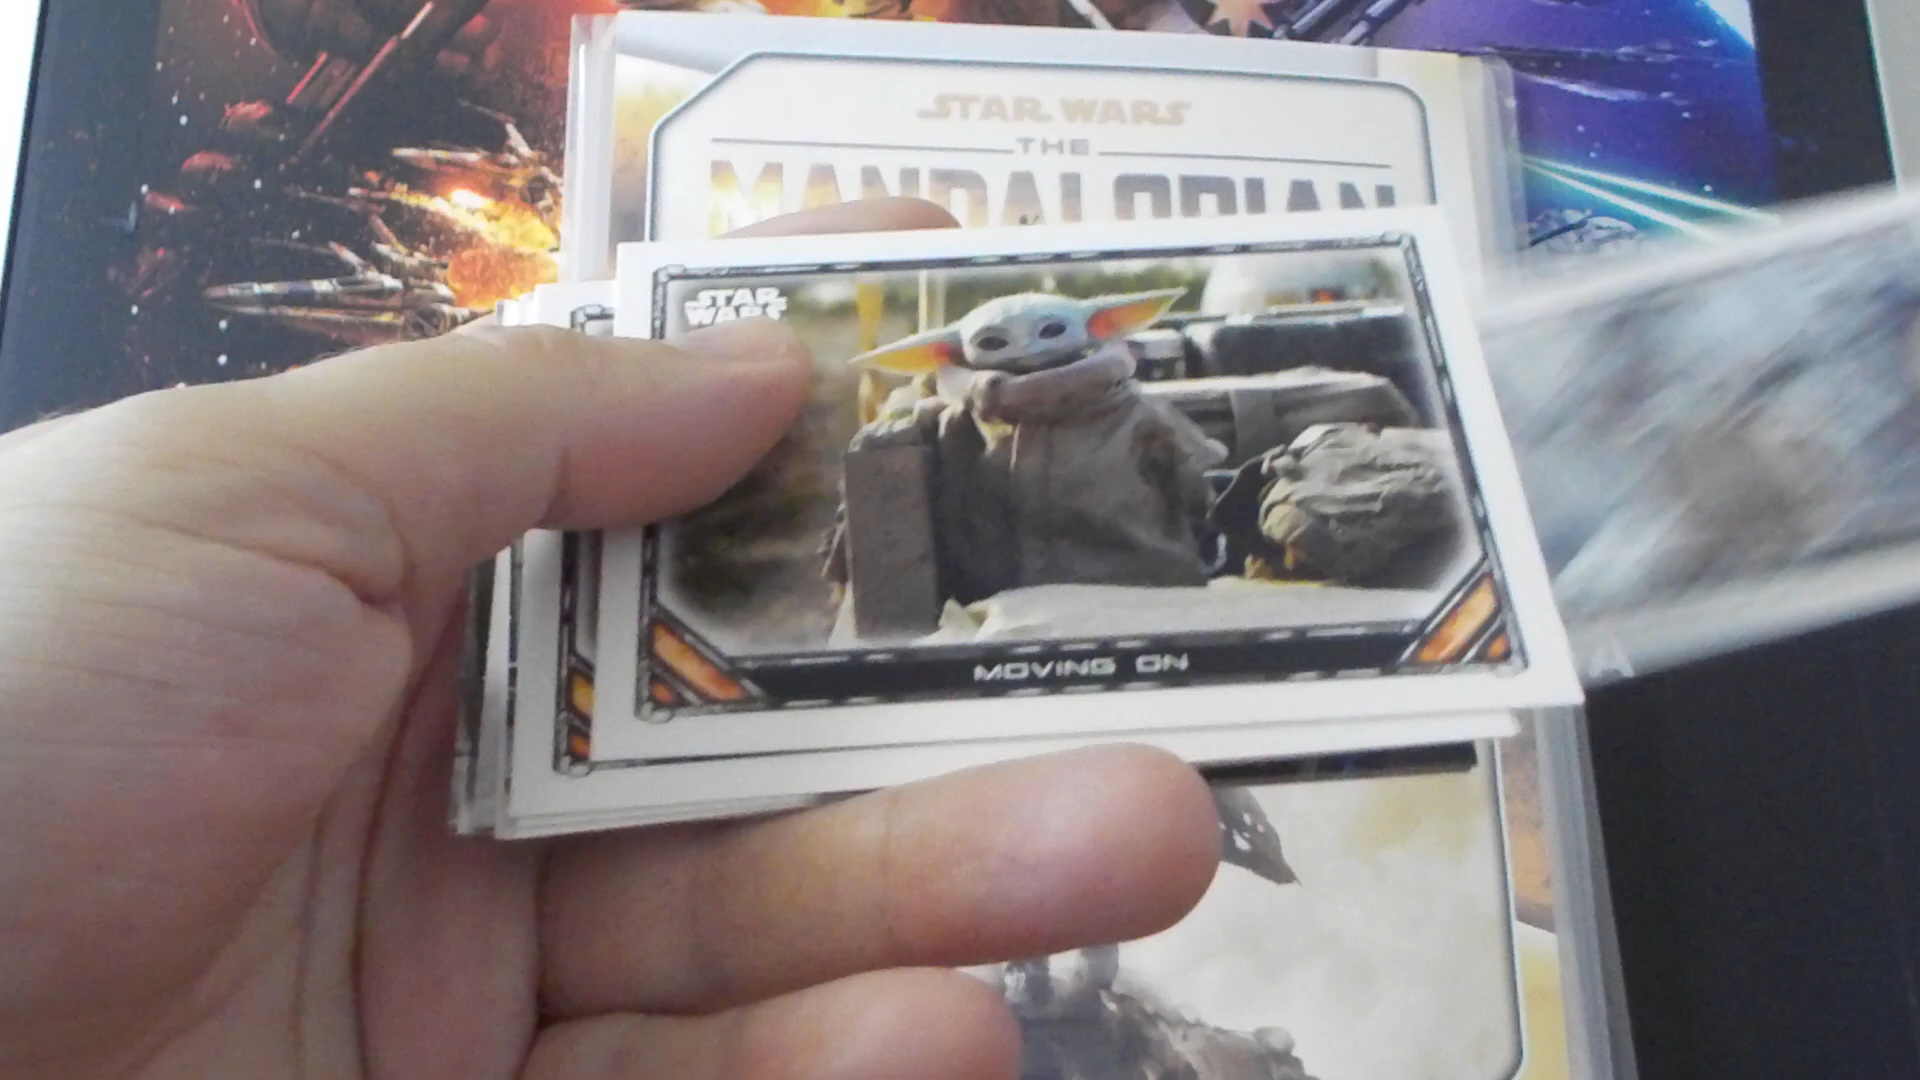 STAR WARS
THE
MANDALORIAN
STAR
WARS
MOVING ON